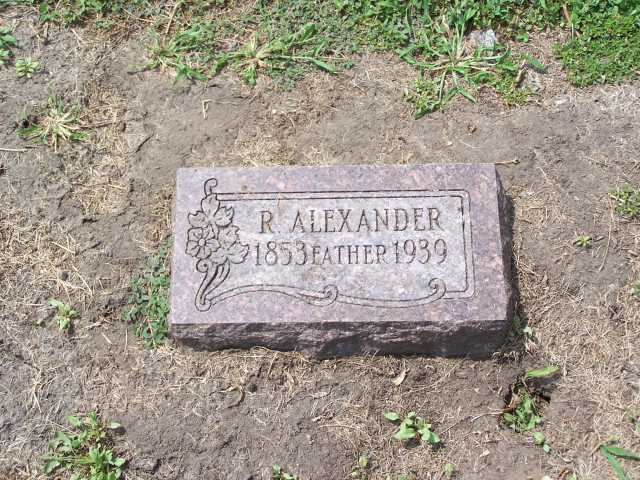 R. ALEXANDER
1853 FATHER 1939